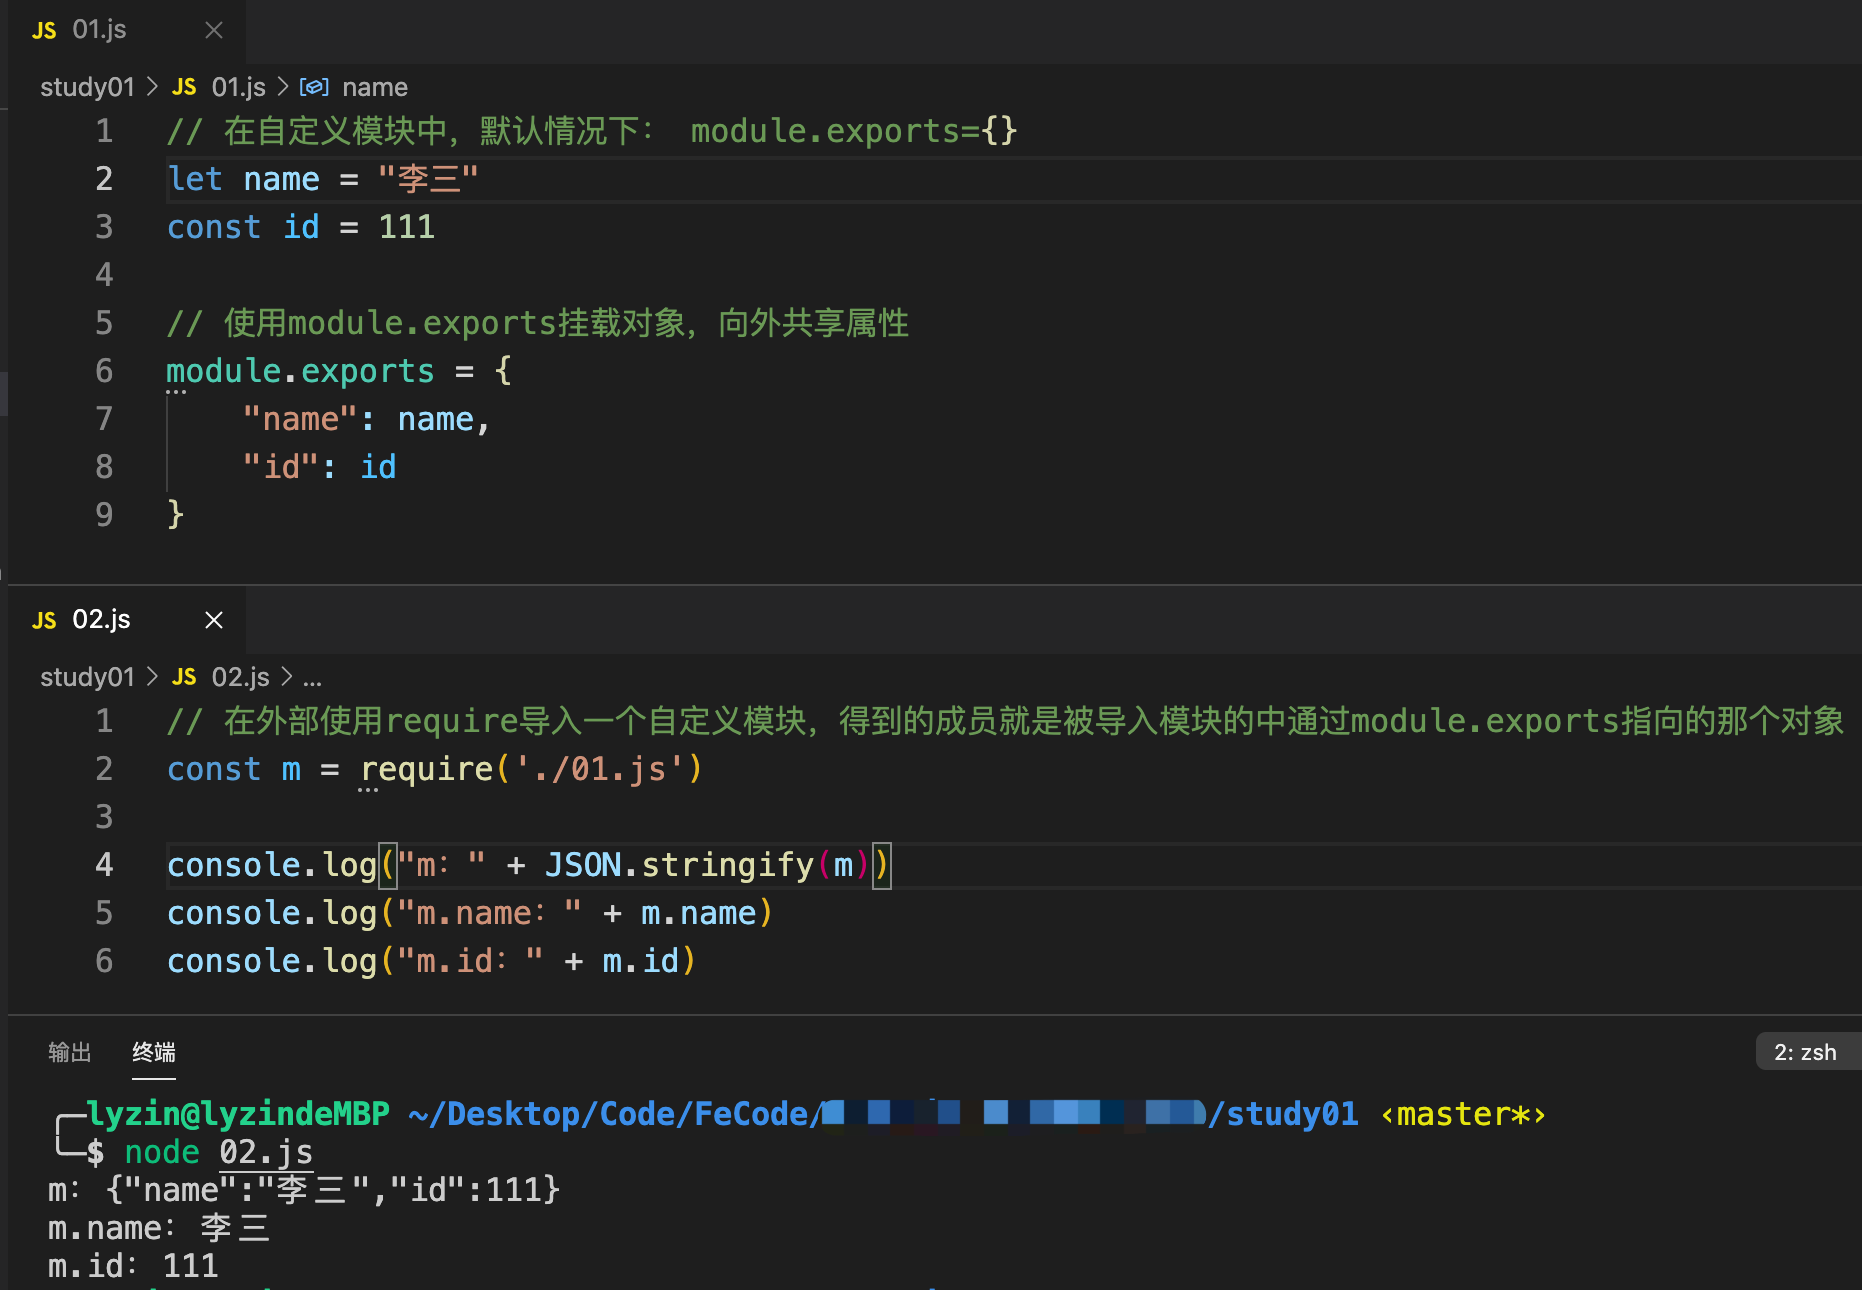 JS 01.js
study01 > JS 01.js > name
1 // 在自定义模块中，默认情况下： module.exports={}
2 let name = "李三"
3 const id = 111
4
5 // 使用module.exports挂载对象，向外共享属性
6 module.exports = {
7 "name": name,
8 "id": id
9 }
JS 02.js
study01 > JS 02.js > ...
1 // 在外部使用require导入一个自定义模块，得到的成员就是被导入模块的中通过module.exports指向的那个对象
2 const m = require('./01.js')
3
4 console.log("m：" + JSON.stringify(m))
5 console.log("m.name：" + m.name)
6 console.log("m.id：" + m.id)
输出 终端 2: zsh
lyzin@lyzindeMBP ~/Desktop/Code/FeCode/ /study01 ‹master*›
$ node 02.js
m： {"name":"李三","id":111}
m.name：李三
m.id：111